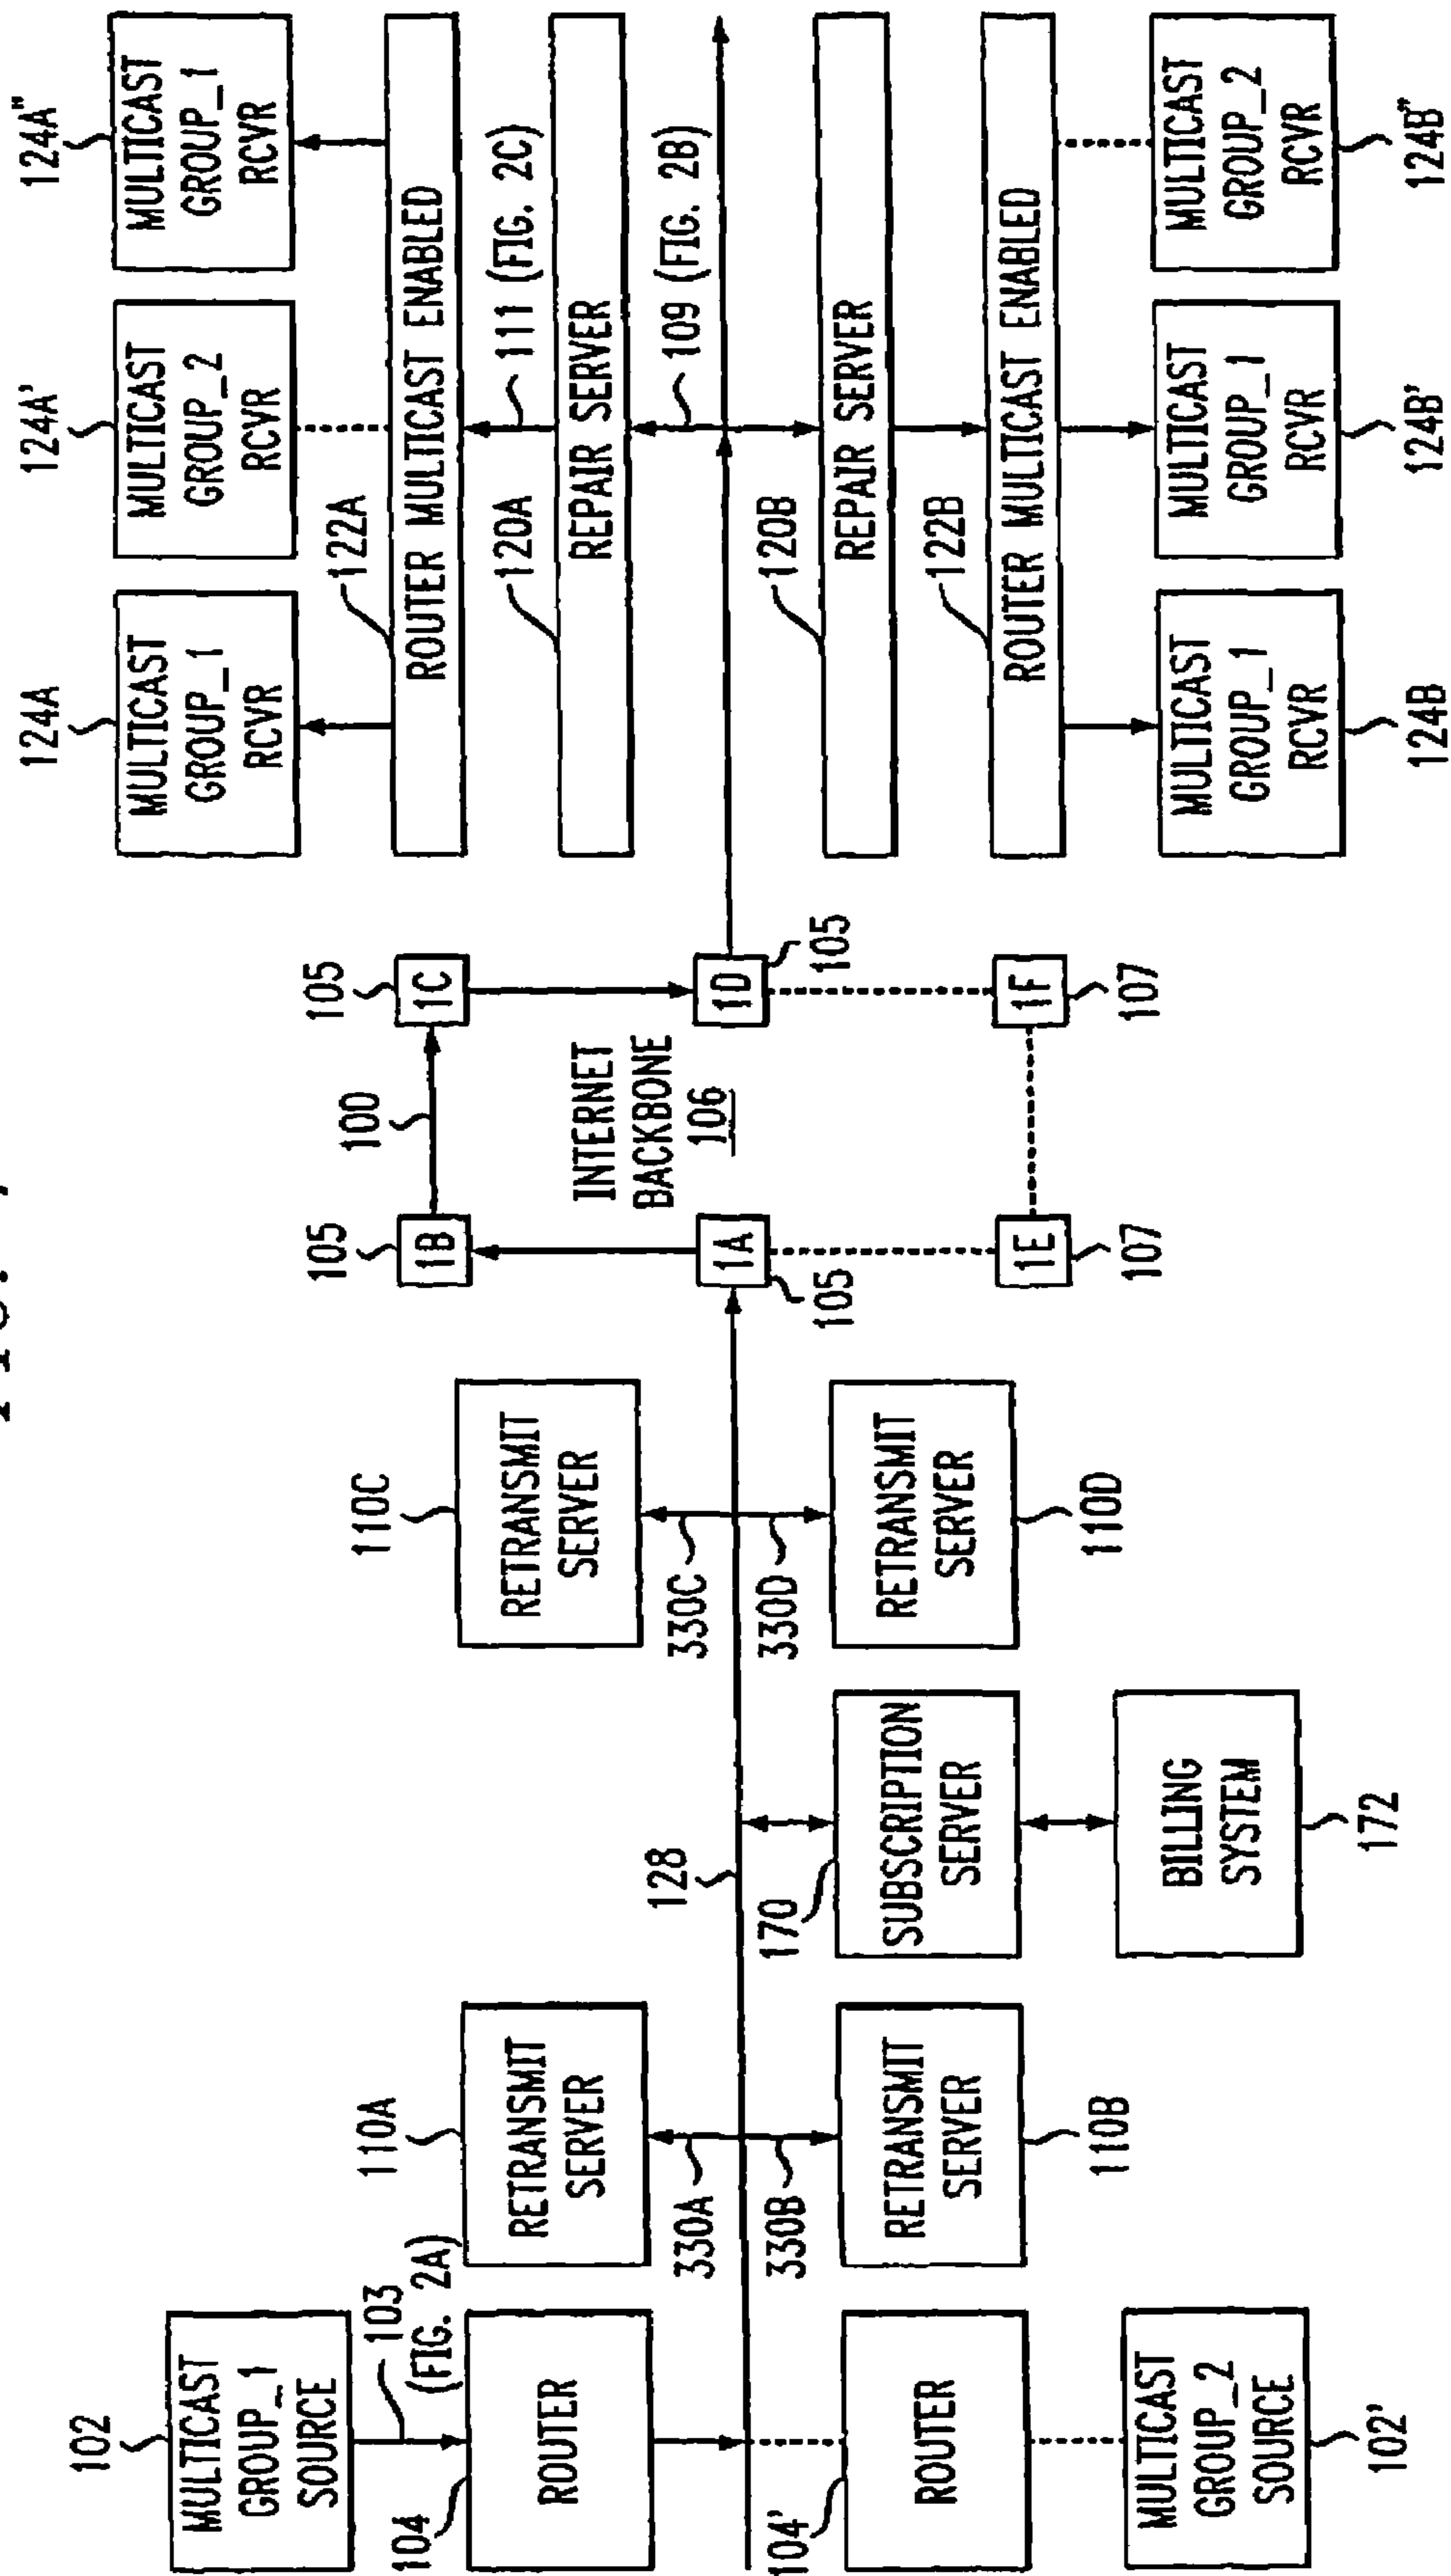 102
MULTICAST
GROUP_1
SOURCE
103
(FIG. 2A)
104
ROUTER
104'
ROUTER
MULTICAST
GROUP_2
SOURCE
102'
110A
RETRANSMIT
SERVER
330A
330B
RETRANSMIT
SERVER
110B
128
170
SUBSCRIPTION
SERVER
BILLING
SYSTEM
172
110C
RETRANSMIT
SERVER
330C
330D
RETRANSMIT
SERVER
110D
105
1B
100
105
1C
INTERNET
BACKBONE
106
1A
105
1D
105
1E
107
1F
107
124A
MULTICAST
GROUP_1
RCVR
124A'
MULTICAST
GROUP_2
RCVR
124A"
MULTICAST
GROUP_1
RCVR
122A
ROUTER MULTICAST ENABLED
111 (FIG. 2C)
120A
REPAIR SERVER
109 (FIG. 2B)
120B
REPAIR SERVER
122B
ROUTER MULTICAST ENABLED
MULTICAST
GROUP_1
RCVR
124B
MULTICAST
GROUP_1
RCVR
124B'
MULTICAST
GROUP_2
RCVR
124B"